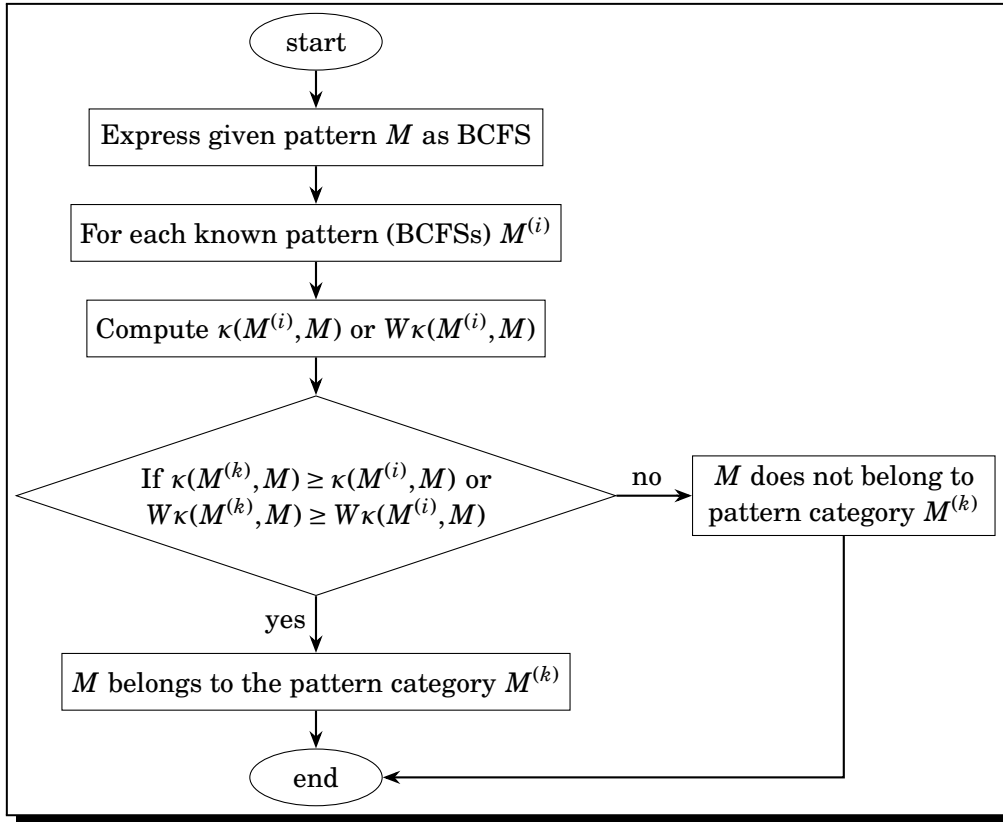 start
Express given pattern M as BCFS
For each known pattern (BCFSs) M^{(i)}
Compute κ(M^{(i)}, M) or Wκ(M^{(i)}, M)
If κ(M^{(k)}, M) ≥ κ(M^{(i)}, M) or
Wκ(M^{(k)}, M) ≥ Wκ(M^{(i)}, M)
no
M does not belong to
pattern category M^{(k)}
yes
M belongs to the pattern category M^{(k)}
end